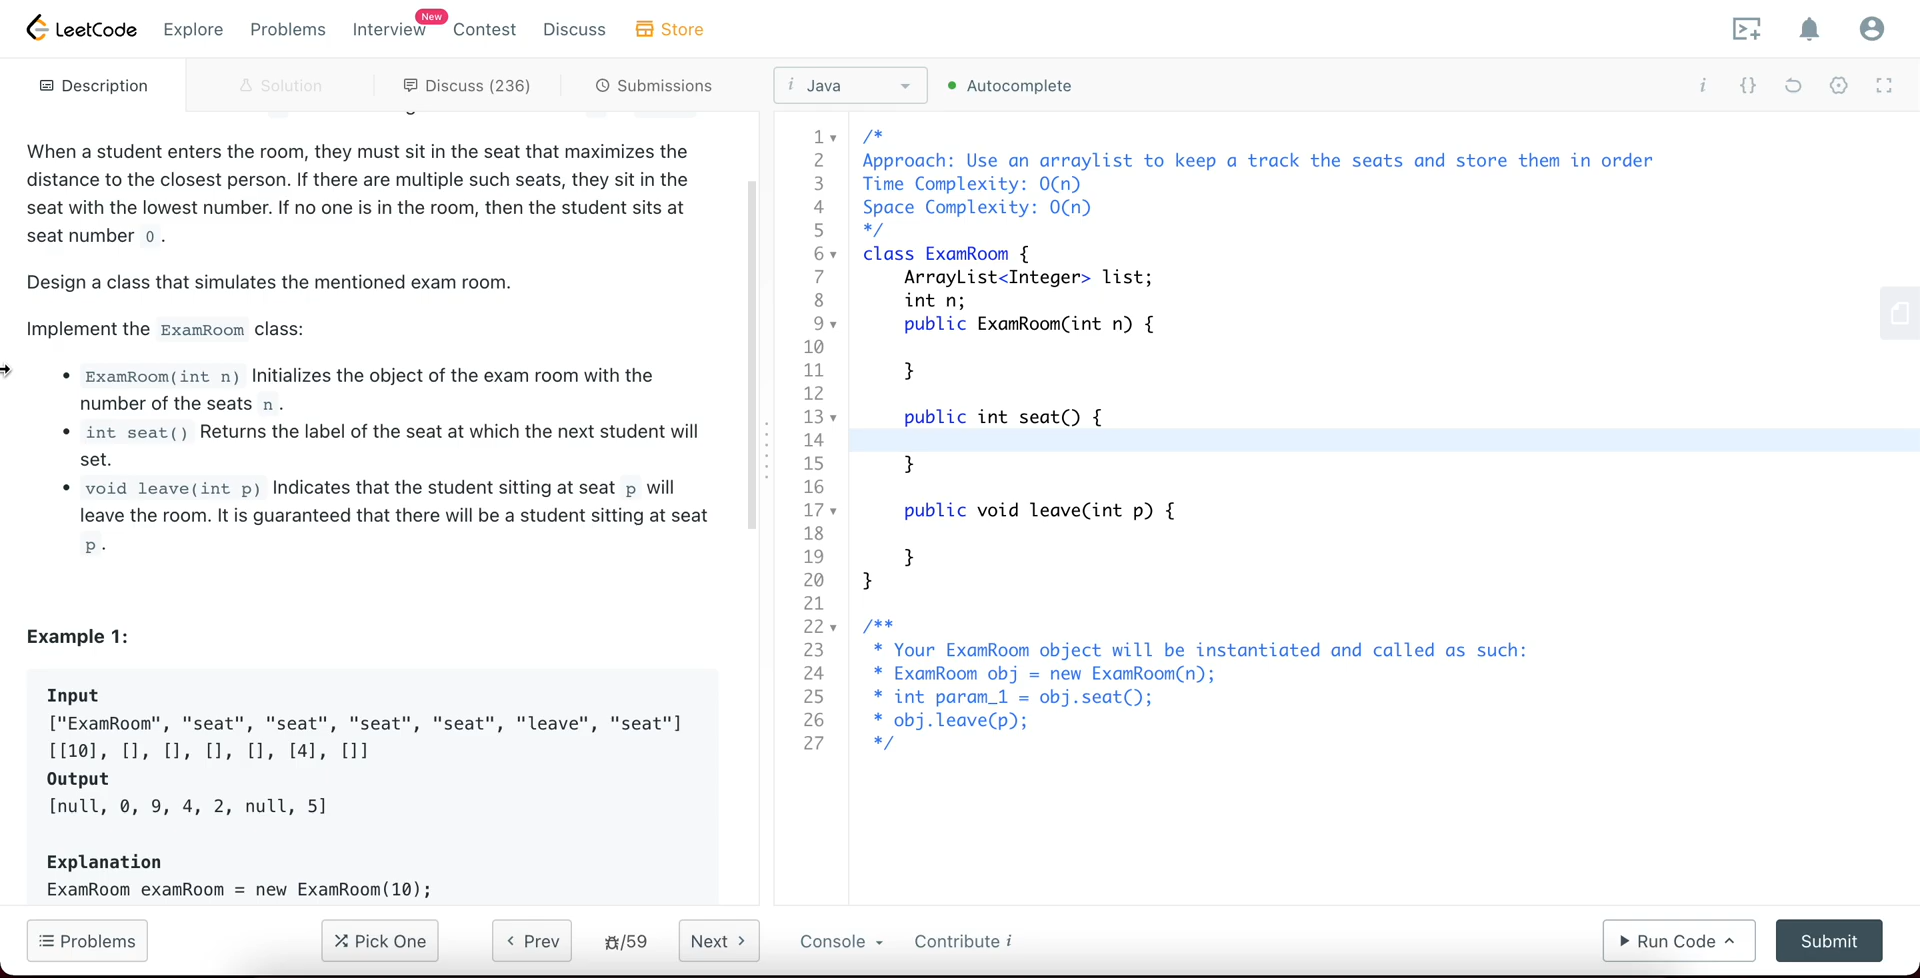 LeetCode
Explore
Problems
Interview
New
Contest
Discuss
Store
Description
Solution
Discuss (236)
Submissions
i Java
Autocomplete
i
{}
When a student enters the room, they must sit in the seat that maximizes the
distance to the closest person. If there are multiple such seats, they sit in the
seat with the lowest number. If no one is in the room, then the student sits at
seat number 0 .
Design a class that simulates the mentioned exam room.
Implement the ExamRoom class:
• ExamRoom(int n) Initializes the object of the exam room with the
number of the seats n .
• int seat() Returns the label of the seat at which the next student will
set.
• void leave(int p) Indicates that the student sitting at seat p will
leave the room. It is guaranteed that there will be a student sitting at seat
p .
Example 1:
Input
["ExamRoom", "seat", "seat", "seat", "seat", "leave", "seat"]
[[10], [], [], [], [], [4], []]
Output
[null, 0, 9, 4, 2, null, 5]
Explanation
ExamRoom examRoom = new ExamRoom(10);
1 /*
2 Approach: Use an arraylist to keep a track the seats and store them in order
3 Time Complexity: O(n)
4 Space Complexity: O(n)
5 */
6 class ExamRoom {
7 ArrayList<Integer> list;
8 int n;
9 public ExamRoom(int n) {
10
11 }
12
13 public int seat() {
14
15 }
16
17 public void leave(int p) {
18
19 }
20 }
21
22 /**
23 * Your ExamRoom object will be instantiated and called as such:
24 * ExamRoom obj = new ExamRoom(n);
25 * int param_1 = obj.seat();
26 * obj.leave(p);
27 */
Problems
Pick One
Prev
/59
Next
Console
Contribute i
Run Code
Submit